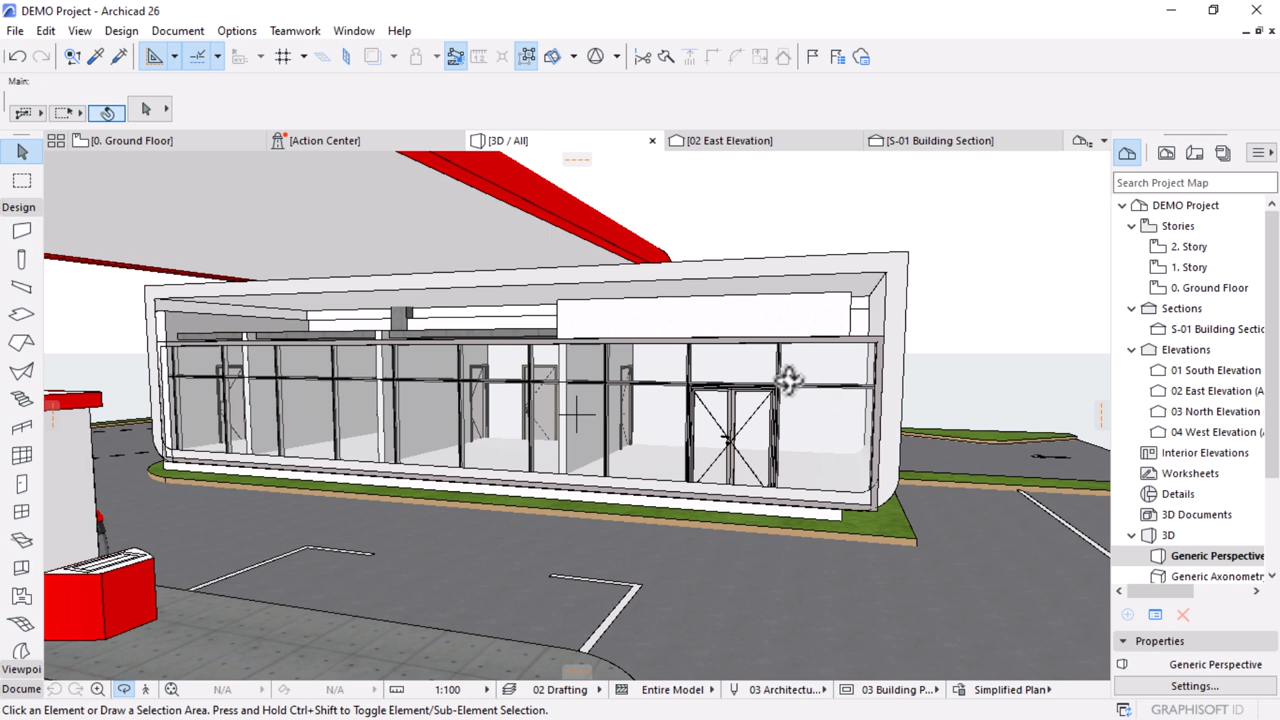 DEMO Project - Archicad 26
File Edit View Design Document Options Teamwork Window Help
Main:
[0. Ground Floor]
[Action Center]
[3D / All]
[02 East Elevation]
[S-01 Building Section]
Design
Search Project Map
DEMO Project
Stories
2. Story
1. Story
0. Ground Floor
Sections
S-01 Building Sectic
Elevations
01 South Elevation
02 East Elevation (A
03 North Elevation
04 West Elevation (A
Interior Elevations
Worksheets
Details
3D Documents
3D
Generic Perspective
Generic Axonometr
Properties
Generic Perspective
Settings...
Viewpoi
Docume
N/A
N/A
1:100
02 Drafting
Entire Model
03 Architectu...
03 Building P...
Simplified Plan
Click an Element or Draw a Selection Area. Press and Hold Ctrl+Shift to Toggle Element/Sub-Element Selection.
GRAPHISOFT ID